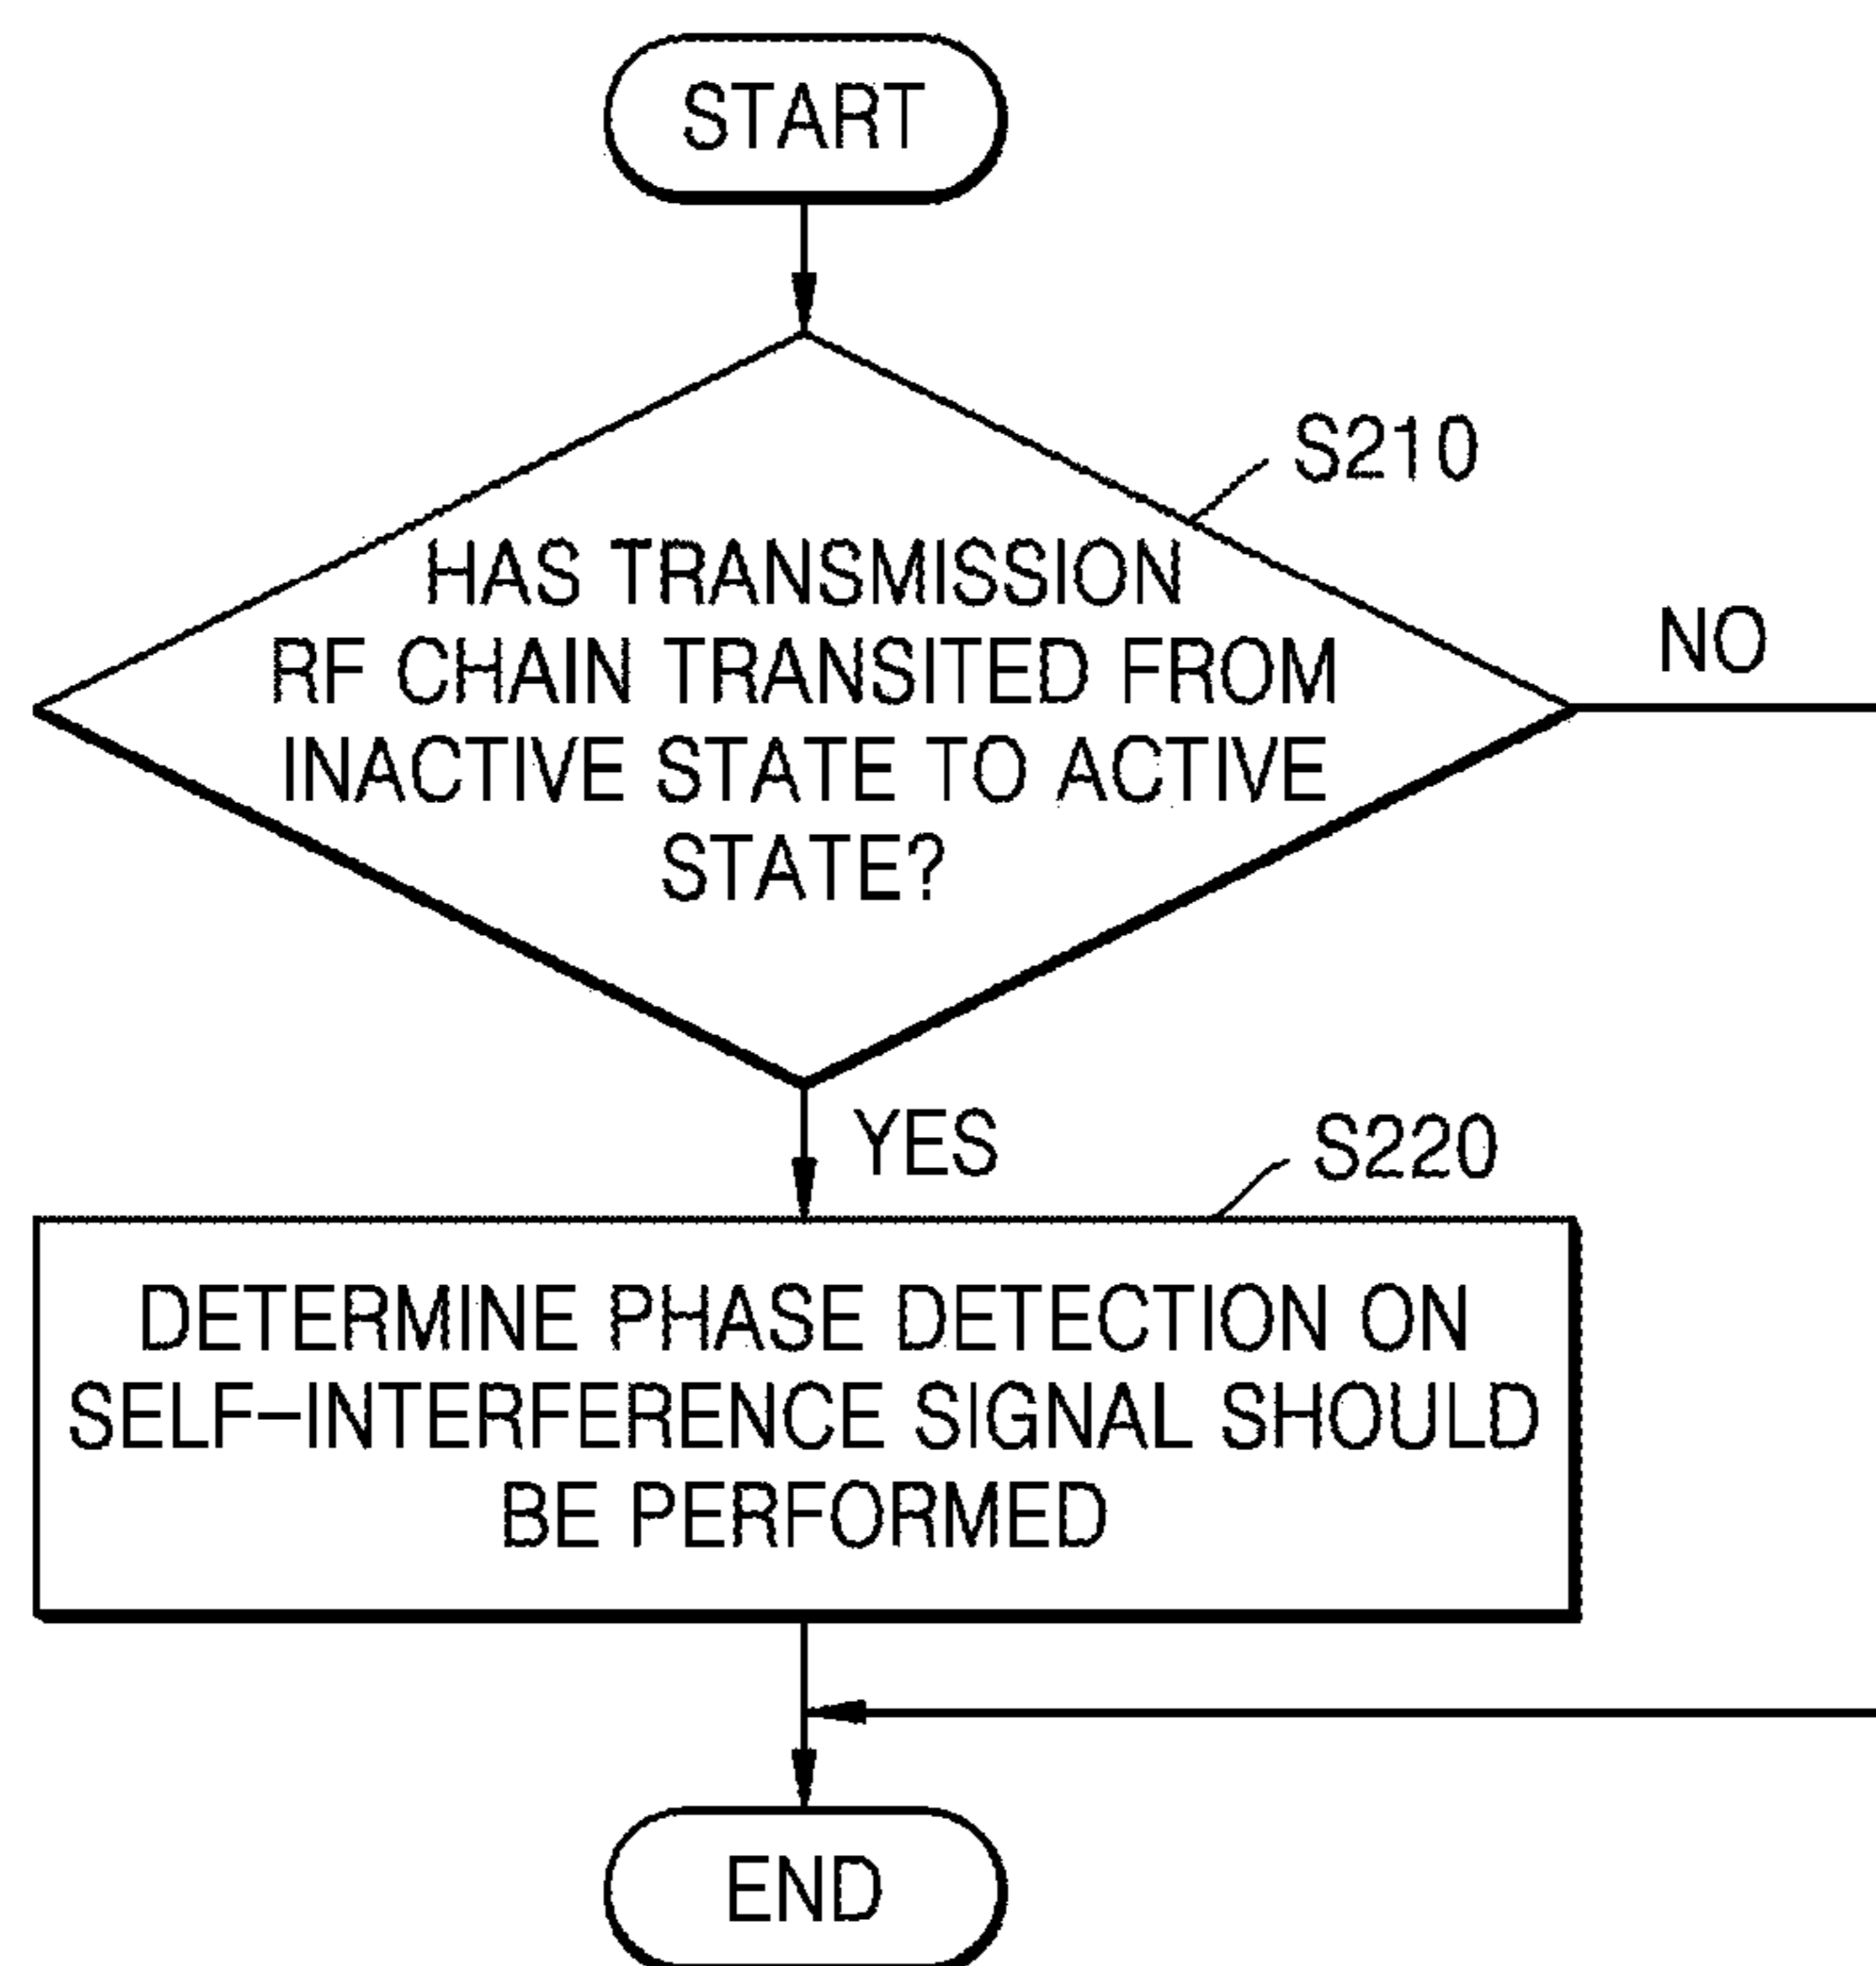 START
S210
HAS TRANSMISSION
RF CHAIN TRANSITED FROM
INACTIVE STATE TO ACTIVE
STATE?
NO
YES
S220
DETERMINE PHASE DETECTION ON
SELF-INTERFERENCE SIGNAL SHOULD
BE PERFORMED
END